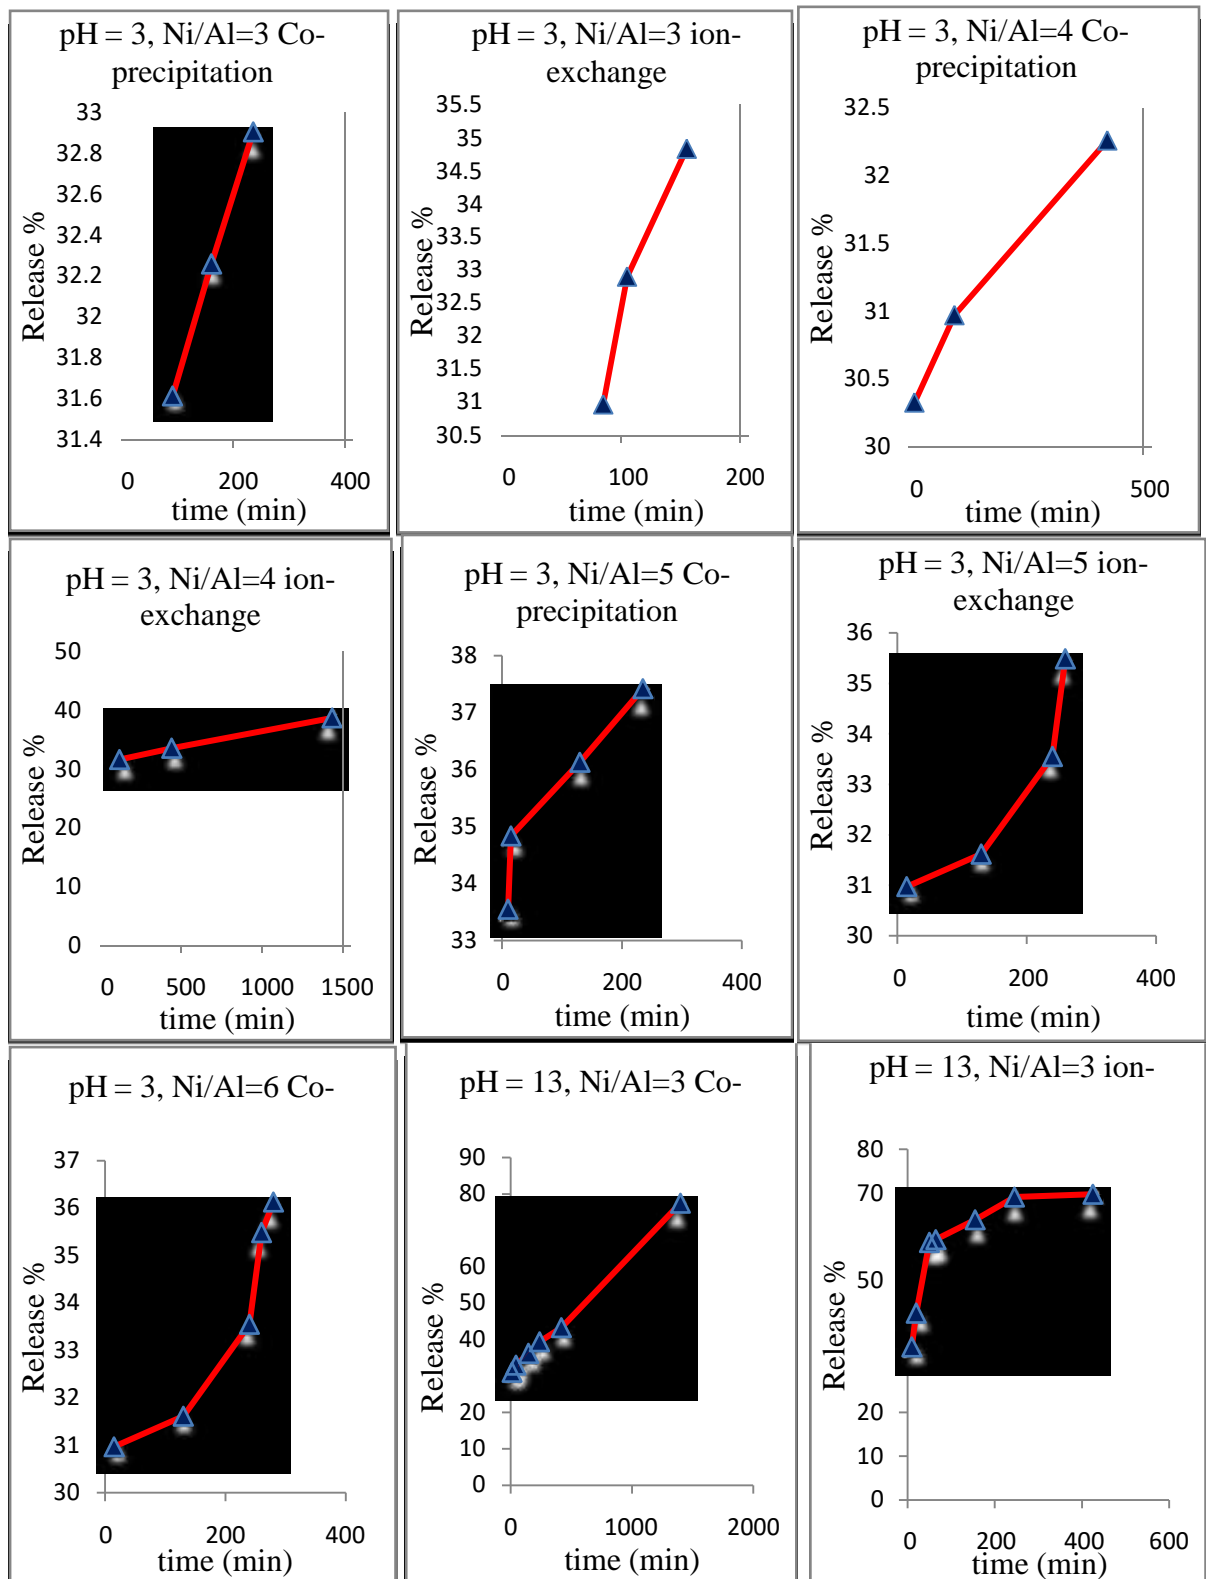 pH = 3, Ni/Al=3 Co-
precipitation
33
32.8
32.6
32.4
32.2
32
31.8
31.6
31.4
Release %
0 200 400
time (min)
pH = 3, Ni/Al=3 ion-
exchange
35.5
35
34.5
34
33.5
33
32.5
32
31.5
31
30.5
Release %
0 100 200
time (min)
pH = 3, Ni/Al=4 Co-
precipitation
32.5
32
31.5
31
30.5
30
Release %
0 500
time (min)
pH = 3, Ni/Al=4 ion-
exchange
50
40
30
20
10
0
Release %
0 500 1000 1500
time (min)
pH = 3, Ni/Al=5 Co-
precipitation
38
37
36
35
34
33
Release %
0 200 400
time (min)
pH = 3, Ni/Al=5 ion-
exchange
36
35
34
33
32
31
30
Release %
0 200 400
time (min)
pH = 3, Ni/Al=6 Co-
37
36
35
34
33
32
31
30
Release %
0 200 400
time (min)
pH = 13, Ni/Al=3 Co-
90
80
60
50
40
20
0
Release %
0 1000 2000
time (min)
pH = 13, Ni/Al=3 ion-
80
70
50
20
10
0
Release %
0 200 400 600
time (min)